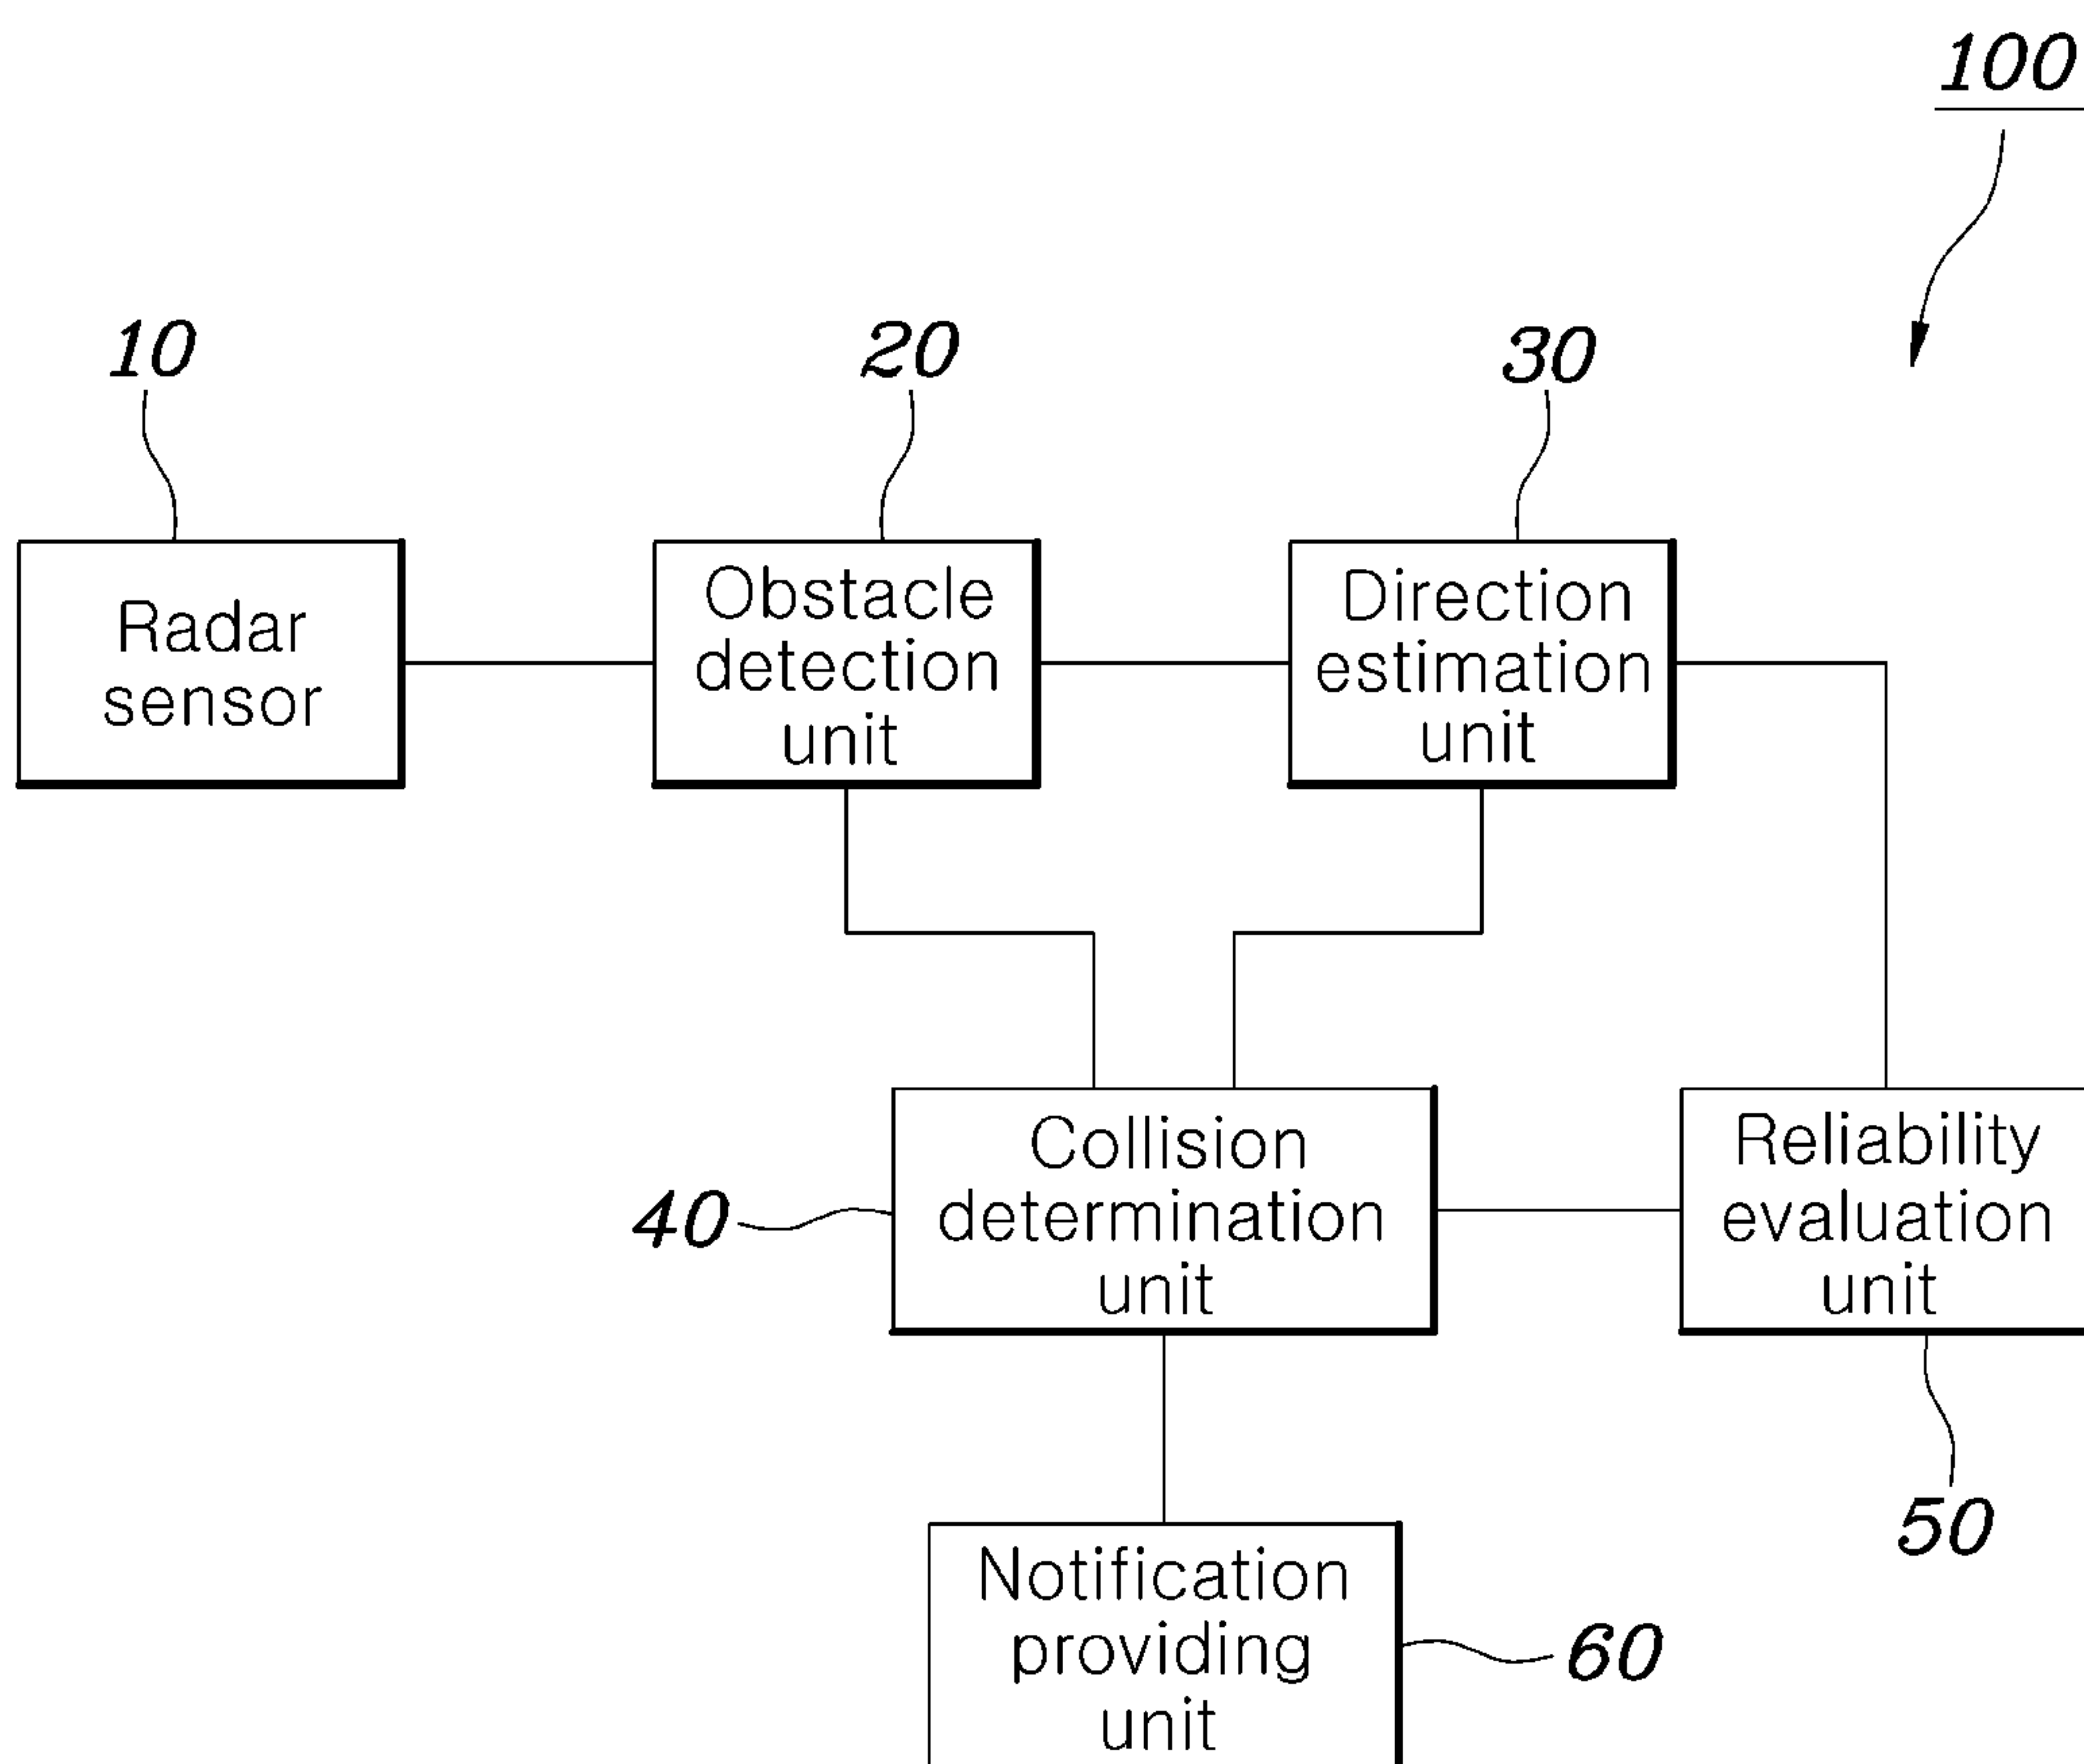 100
10
20
30
Radar
sensor
Obstacle
detection
unit
Direction
estimation
unit
40
Collision
determination
unit
Reliability
evaluation
unit
50
Notification
providing
unit
60